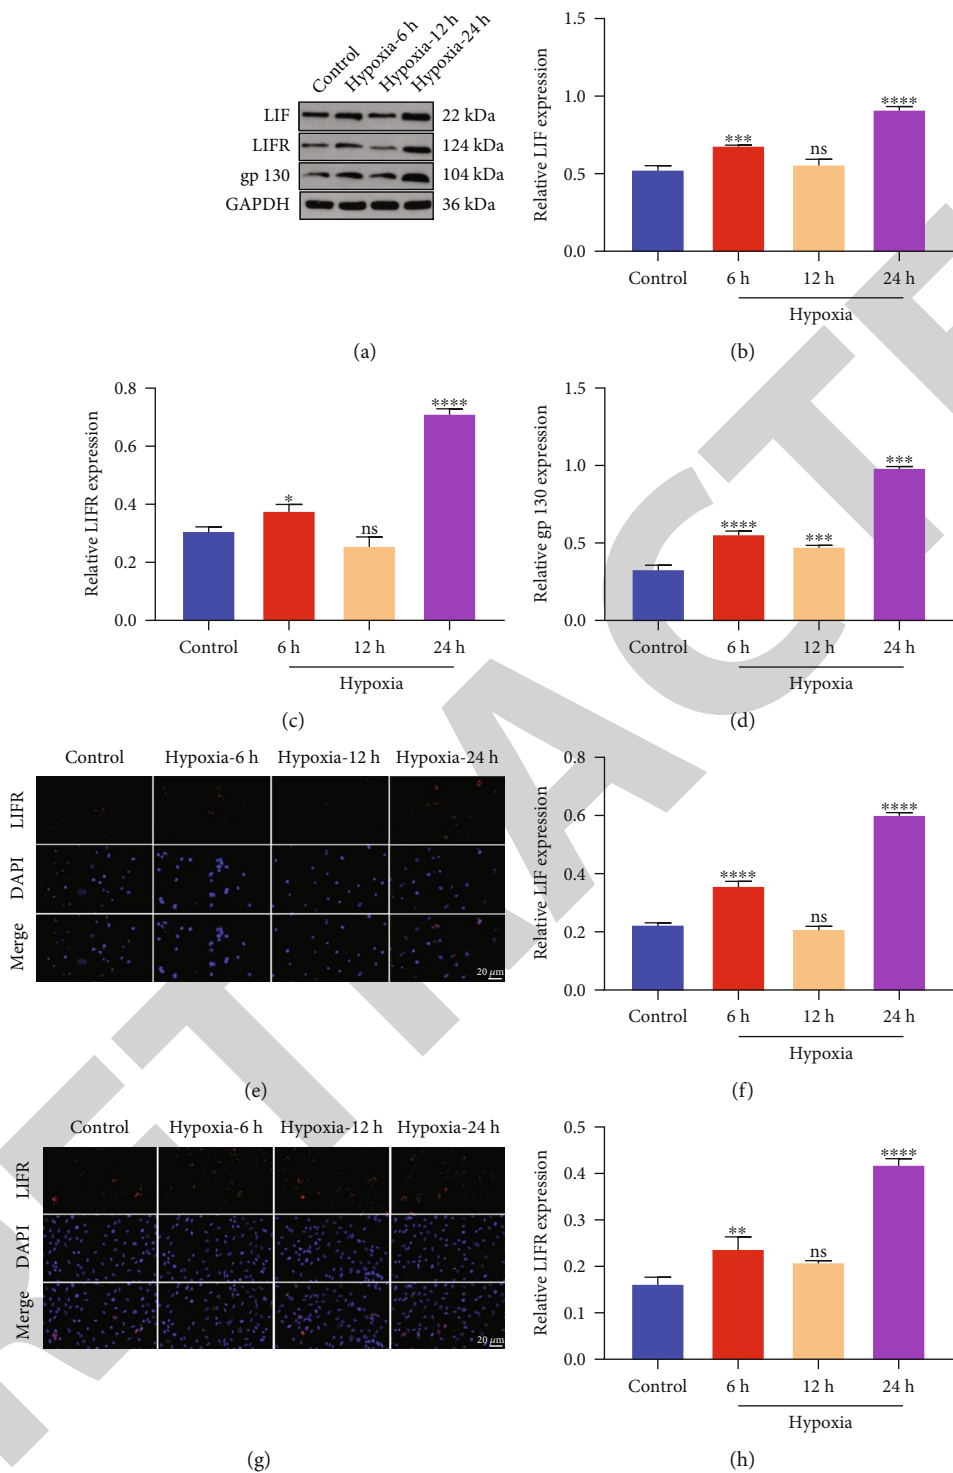 Control
Hypoxia-6 h
Hypoxia-12 h
Hypoxia-24 h
LIF 22 kDa
LIFR 124 kDa
gp 130 104 kDa
GAPDH 36 kDa
(a)
Relative LIF expression
1.5
1.0
0.5
0.0
***
ns
****
Control 6 h 12 h 24 h
Hypoxia
(b)
Relative LIFR expression
0.8
0.6
0.4
0.2
0.0
*
ns
****
Control 6 h 12 h 24 h
Hypoxia
(c)
Relative gp 130 expression
1.5
1.0
0.5
0.0
****
***
***
Control 6 h 12 h 24 h
Hypoxia
(d)
Control Hypoxia-6 h Hypoxia-12 h Hypoxia-24 h
LIFR
DAPI
Merge
20 μm
(e)
Relative LIF expression
0.8
0.6
0.4
0.2
0.0
****
ns
****
Control 6 h 12 h 24 h
Hypoxia
(f)
Control Hypoxia-6 h Hypoxia-12 h Hypoxia-24 h
LIFR
DAPI
Merge
20 μm
(g)
Relative LIFR expression
0.5
0.4
0.3
0.2
0.1
0.0
**
ns
****
Control 6 h 12 h 24 h
Hypoxia
(h)
RETRACTE